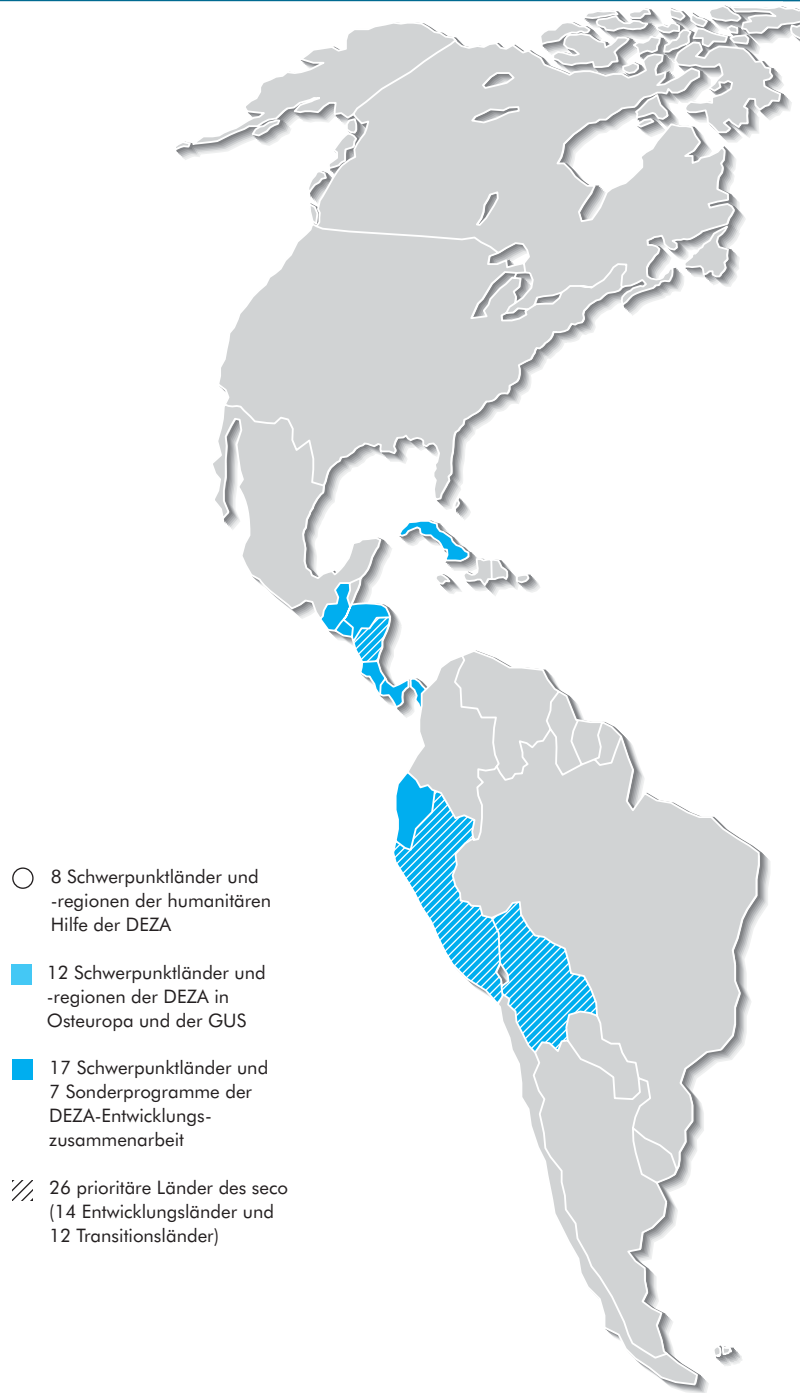 8 Schwerpunktländer und
-regionen der humanitären
Hilfe der DEZA
12 Schwerpunktländer und
-regionen der DEZA in
Osteuropa und der GUS
17 Schwerpunktländer und
7 Sonderprogramme der
DEZA-Entwicklungs-
zusammenarbeit
26 prioritäre Länder des seco
(14 Entwicklungsländer und
12 Transitionsländer)